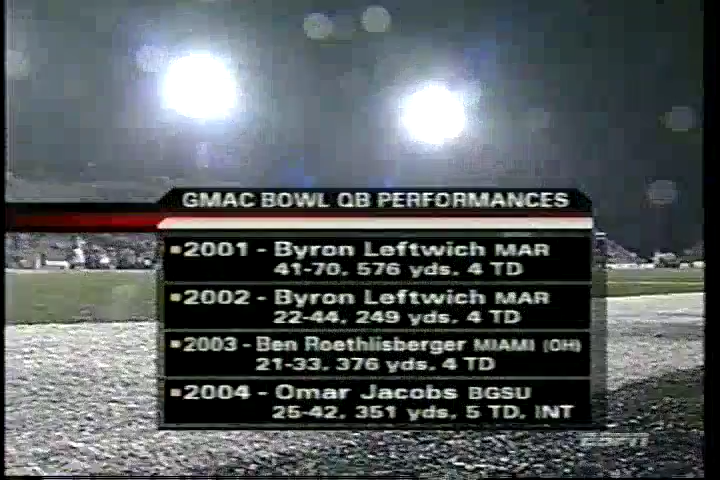 GMAC BOWL QB PERFORMANCES
2001 - Byron Leftwich MAR
41-70, 576 yds, 4 TD
2002 - Byron Leftwich MAR
22-44, 249 yds, 4 TD
2003 - Ben Roethlisberger MIAMI (OH)
21-33, 376 yds, 4 TD
2004 - Omar Jacobs BGSU
25-42, 351 yds, 5 TD, INT
ESPN